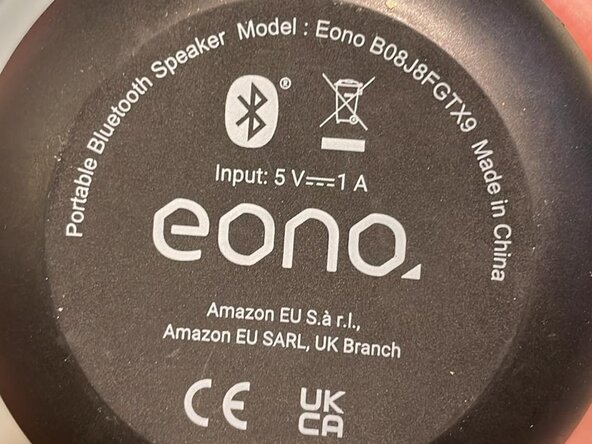 Portable Bluetooth Speaker Model : Eono B08J8FGTX9 Made in China
®
Input: 5 V⎓1 A
eono
Amazon EU S.à r.l.,
Amazon EU SARL, UK Branch
CE
UK
CA